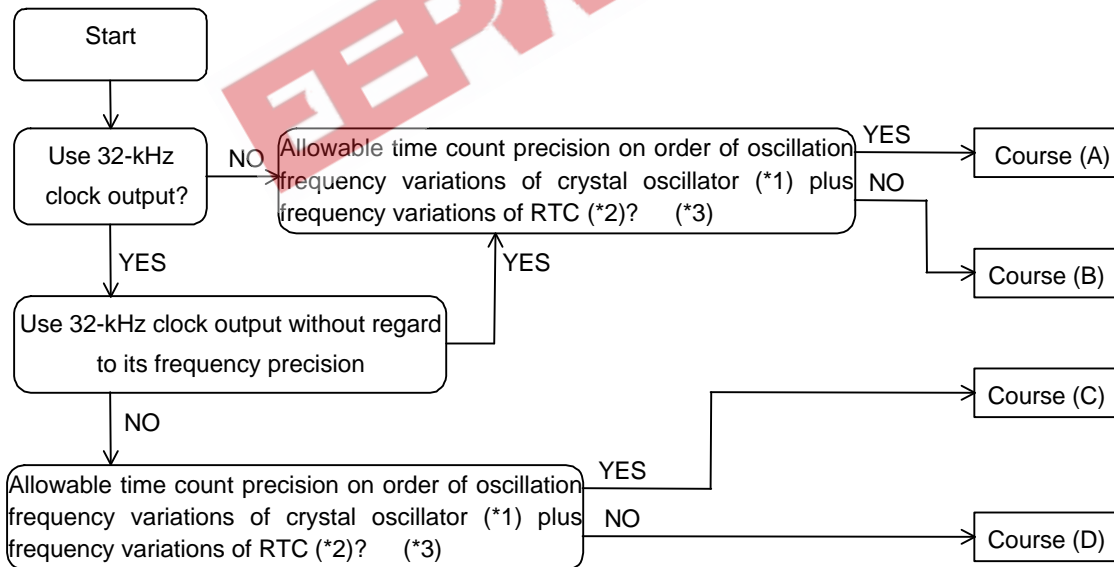 Start
Use 32-kHz
clock output?
NO
Allowable time count precision on order of oscillation
frequency variations of crystal oscillator (*1) plus
frequency variations of RTC (*2)? (*3)
YES
Course (A)
NO
Course (B)
YES
YES
Use 32-kHz clock output without regard
to its frequency precision
NO
Course (C)
Allowable time count precision on order of oscillation
frequency variations of crystal oscillator (*1) plus
frequency variations of RTC (*2)? (*3)
YES
NO
Course (D)